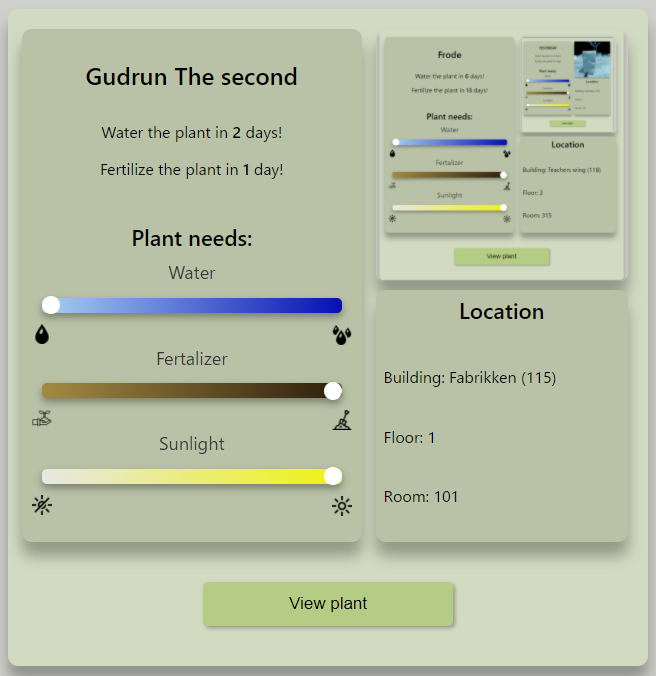 Gudrun The second
Water the plant in 2 days!
Fertilize the plant in 1 day!
Plant needs:
Water
Fertalizer
Sunlight
Frode
Water the plant in 6 days!
Fertilize the plant in 18 days!
Plant needs:
Water
Fertalizer
Sunlight
Location
Building: Teachers wing (118)
Floor: 3
Room: 315
View plant
Location
Building: Fabrikken (115)
Floor: 1
Room: 101
View plant